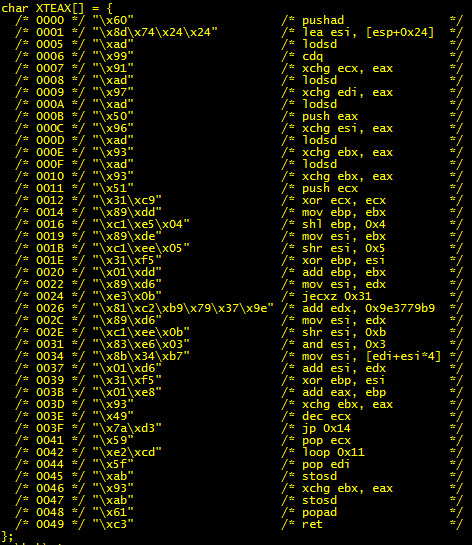 char XTEAX[] = {
/* 0000 */ "\x60" /* pushad */
/* 0001 */ "\x8d\x74\x24\x24" /* lea esi, [esp+0x24] */
/* 0005 */ "\xad" /* lodsd */
/* 0006 */ "\x99" /* cdq */
/* 0007 */ "\x91" /* xchg ecx, eax */
/* 0008 */ "\xad" /* lodsd */
/* 0009 */ "\x97" /* xchg edi, eax */
/* 000A */ "\xad" /* lodsd */
/* 000B */ "\x50" /* push eax */
/* 000C */ "\x96" /* xchg esi, eax */
/* 000D */ "\xad" /* lodsd */
/* 000E */ "\x93" /* xchg ebx, eax */
/* 000F */ "\xad" /* lodsd */
/* 0010 */ "\x93" /* xchg ebx, eax */
/* 0011 */ "\x51" /* push ecx */
/* 0012 */ "\x31\xc9" /* xor ecx, ecx */
/* 0014 */ "\x89\xdd" /* mov ebp, ebx */
/* 0016 */ "\xc1\xe5\x04" /* shl ebp, 0x4 */
/* 0019 */ "\x89\xde" /* mov esi, ebx */
/* 001B */ "\xc1\xee\x05" /* shr esi, 0x5 */
/* 001E */ "\x31\xf5" /* xor ebp, esi */
/* 0020 */ "\x01\xdd" /* add ebp, ebx */
/* 0022 */ "\x89\xd6" /* mov esi, edx */
/* 0024 */ "\xe3\x0b" /* jecxz 0x31 */
/* 0026 */ "\x81\xc2\xb9\x79\x37\x9e" /* add edx, 0x9e3779b9 */
/* 002C */ "\x89\xd6" /* mov esi, edx */
/* 002E */ "\xc1\xee\x0b" /* shr esi, 0xb */
/* 0031 */ "\x83\xe6\x03" /* and esi, 0x3 */
/* 0034 */ "\x8b\x34\xb7" /* mov esi, [edi+esi*4] */
/* 0037 */ "\x01\xd6" /* add esi, edx */
/* 0039 */ "\x31\xf5" /* xor ebp, esi */
/* 003B */ "\x01\xe8" /* add eax, ebp */
/* 003D */ "\x93" /* xchg ebx, eax */
/* 003E */ "\x49" /* dec ecx */
/* 003F */ "\x7a\xd3" /* jp 0x14 */
/* 0041 */ "\x59" /* pop ecx */
/* 0042 */ "\xe2\xcd" /* loop 0x11 */
/* 0044 */ "\x5f" /* pop edi */
/* 0045 */ "\xab" /* stosd */
/* 0046 */ "\x93" /* xchg ebx, eax */
/* 0047 */ "\xab" /* stosd */
/* 0048 */ "\x61" /* popad */
/* 0049 */ "\xc3" /* ret */
};